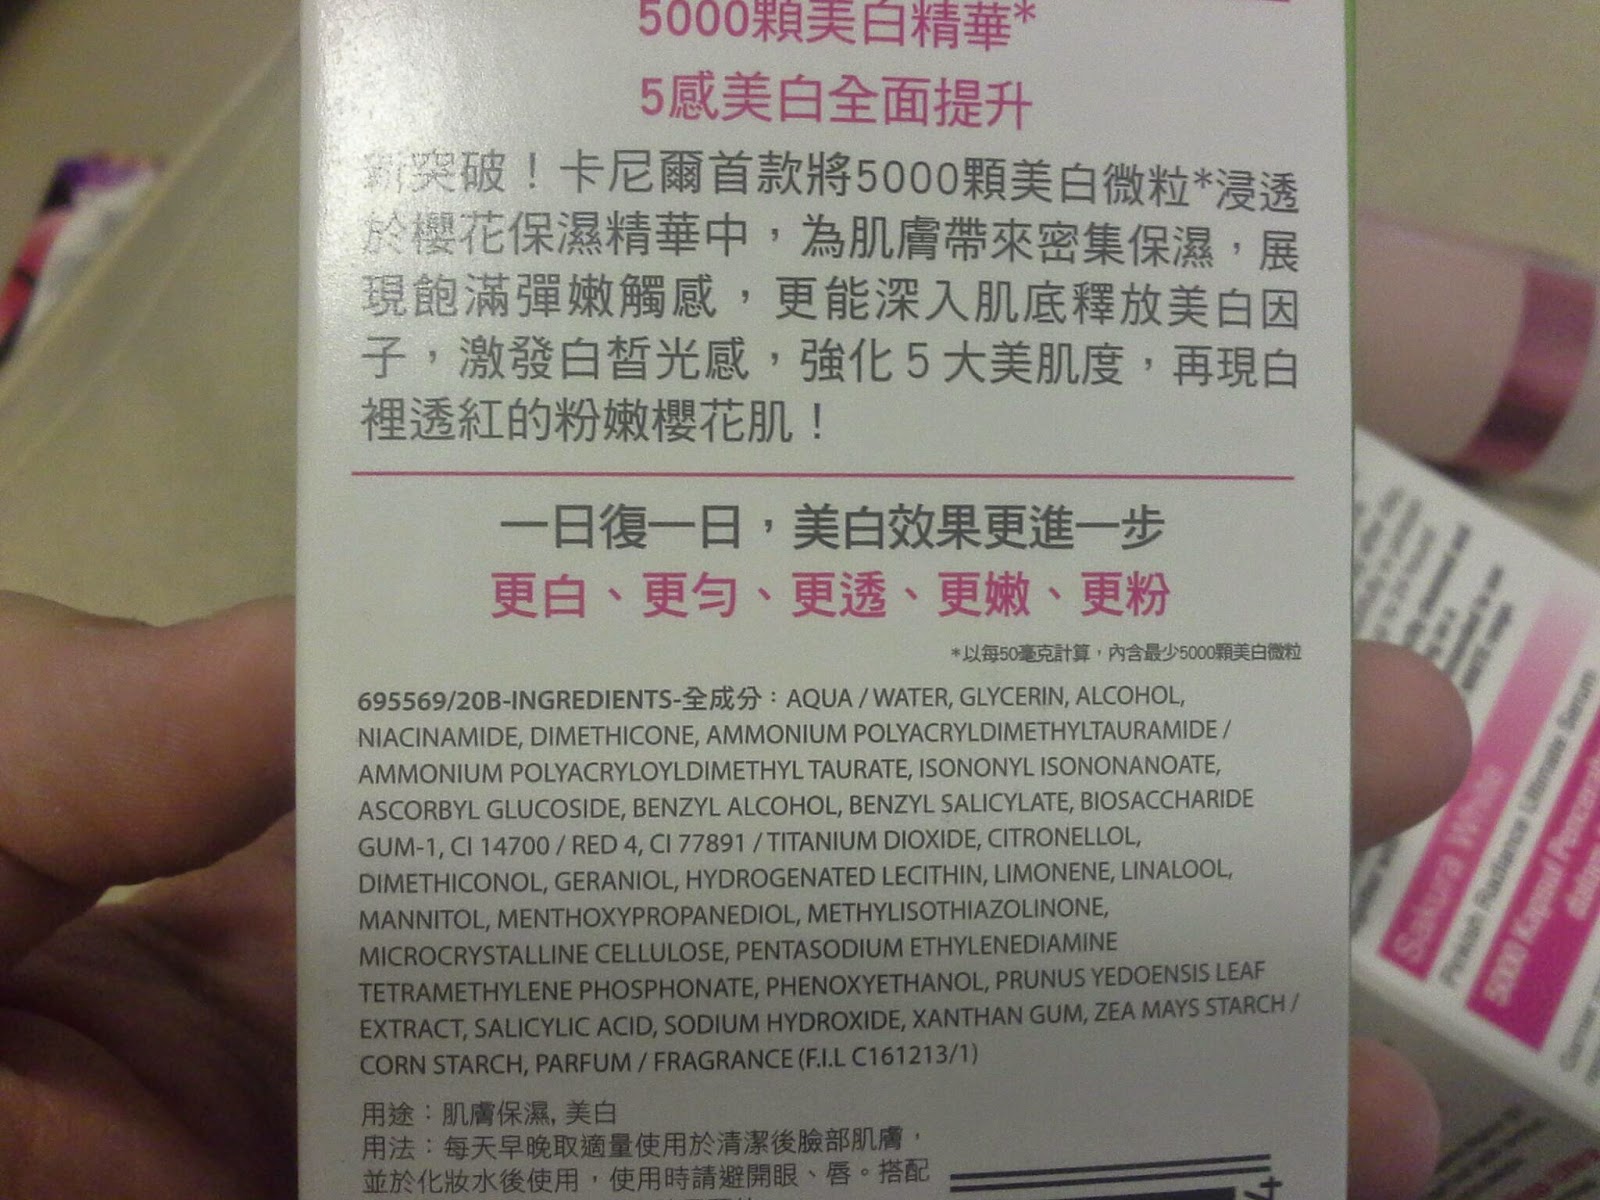 5000顆美白精華*
5感美白全面提升
新突破！卡尼爾首款將5000顆美白微粒*浸透
於櫻花保濕精華中，為肌膚帶來密集保濕，展
現飽滿彈嫩觸感，更能深入肌底釋放美白因
子，激發白皙光感，強化5大美肌度，再現白
裡透紅的粉嫩櫻花肌！
一日復一日，美白效果更進一步
更白、更勻、更透、更嫩、更粉
*以每50毫克計算，內含最少5000顆美白微粒
695569/20B-INGREDIENTS-全成分：AQUA / WATER, GLYCERIN, ALCOHOL,
NIACINAMIDE, DIMETHICONE, AMMONIUM POLYACRYLDIMETHYLTAURAMIDE /
AMMONIUM POLYACRYLOYLDIMETHYL TAURATE, ISONONYL ISONONANOATE,
ASCORBYL GLUCOSIDE, BENZYL ALCOHOL, BENZYL SALICYLATE, BIOSACCHARIDE
GUM-1, CI 14700 / RED 4, CI 77891 / TITANIUM DIOXIDE, CITRONELLOL,
DIMETHICONOL, GERANIOL, HYDROGENATED LECITHIN, LIMONENE, LINALOOL,
MANNITOL, MENTHOXYPROPANEDIOL, METHYLISOTHIAZOLINONE,
MICROCRYSTALLINE CELLULOSE, PENTASODIUM ETHYLENEDIAMINE
TETRAMETHYLENE PHOSPHONATE, PHENOXYETHANOL, PRUNUS YEDOENSIS LEAF
EXTRACT, SALICYLIC ACID, SODIUM HYDROXIDE, XANTHAN GUM, ZEA MAYS STARCH /
CORN STARCH, PARFUM / FRAGRANCE (F.I.L C161213/1)
用途：肌膚保濕, 美白
用法：每天早晚取適量使用於清潔後臉部肌膚，
並於化妝水後使用，使用時請避開眼、唇。搭配
Sakura White
Pinkish Radiance Ultimate Serum
5000 Kapsul
Garnier